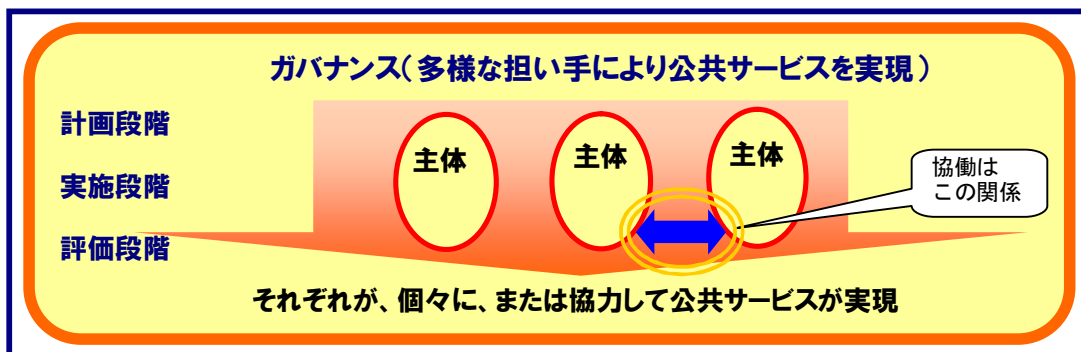 ガバナンス（多様な担い手により公共サービスを実現）
計画段階
実施段階
評価段階
主体
主体
主体
協働は
この関係
それぞれが、個々に、または協力して公共サービスが実現